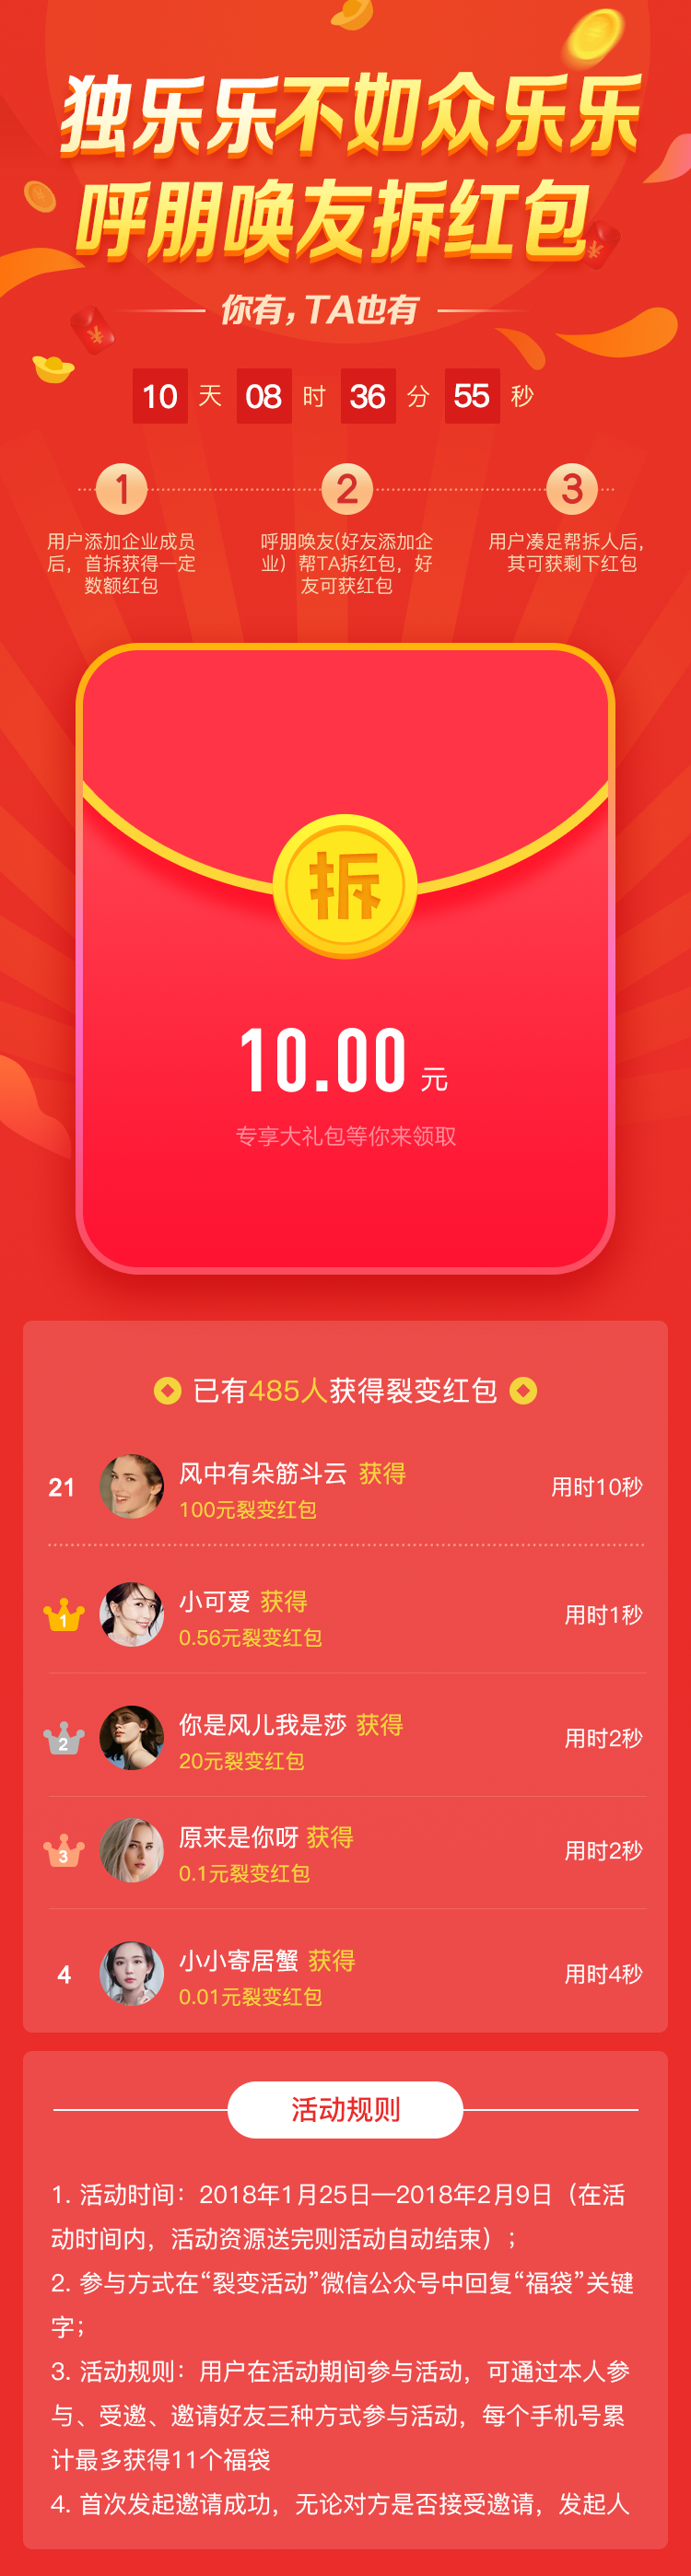 独乐乐不如众乐乐
呼朋唤友拆红包
¥
¥
你有，TA也有
10 天 08 时 36 分 55 秒
1 2 3
用户添加企业成员
后，首拆获得一定
数额红包
呼朋唤友(好友添加企
业）帮TA拆红包，好
友可获红包
用户凑足帮拆人后，
其可获剩下红包
拆
10.00 元
专享大礼包等你来领取
已有485人获得裂变红包
21 风中有朵筋斗云 获得
100元裂变红包
用时10秒
1 小可爱 获得
0.56元裂变红包
用时1秒
2 你是风儿我是莎 获得
20元裂变红包
用时2秒
3 原来是你呀 获得
0.1元裂变红包
用时2秒
4 小小寄居蟹 获得
0.01元裂变红包
用时4秒
活动规则
1. 活动时间：2018年1月25日—2018年2月9日（在活
动时间内，活动资源送完则活动自动结束）；
2. 参与方式在“裂变活动”微信公众号中回复“福袋”关键
字；
3. 活动规则：用户在活动期间参与活动，可通过本人参
与、受邀、邀请好友三种方式参与活动，每个手机号累
计最多获得11个福袋
4. 首次发起邀请成功，无论对方是否接受邀请，发起人